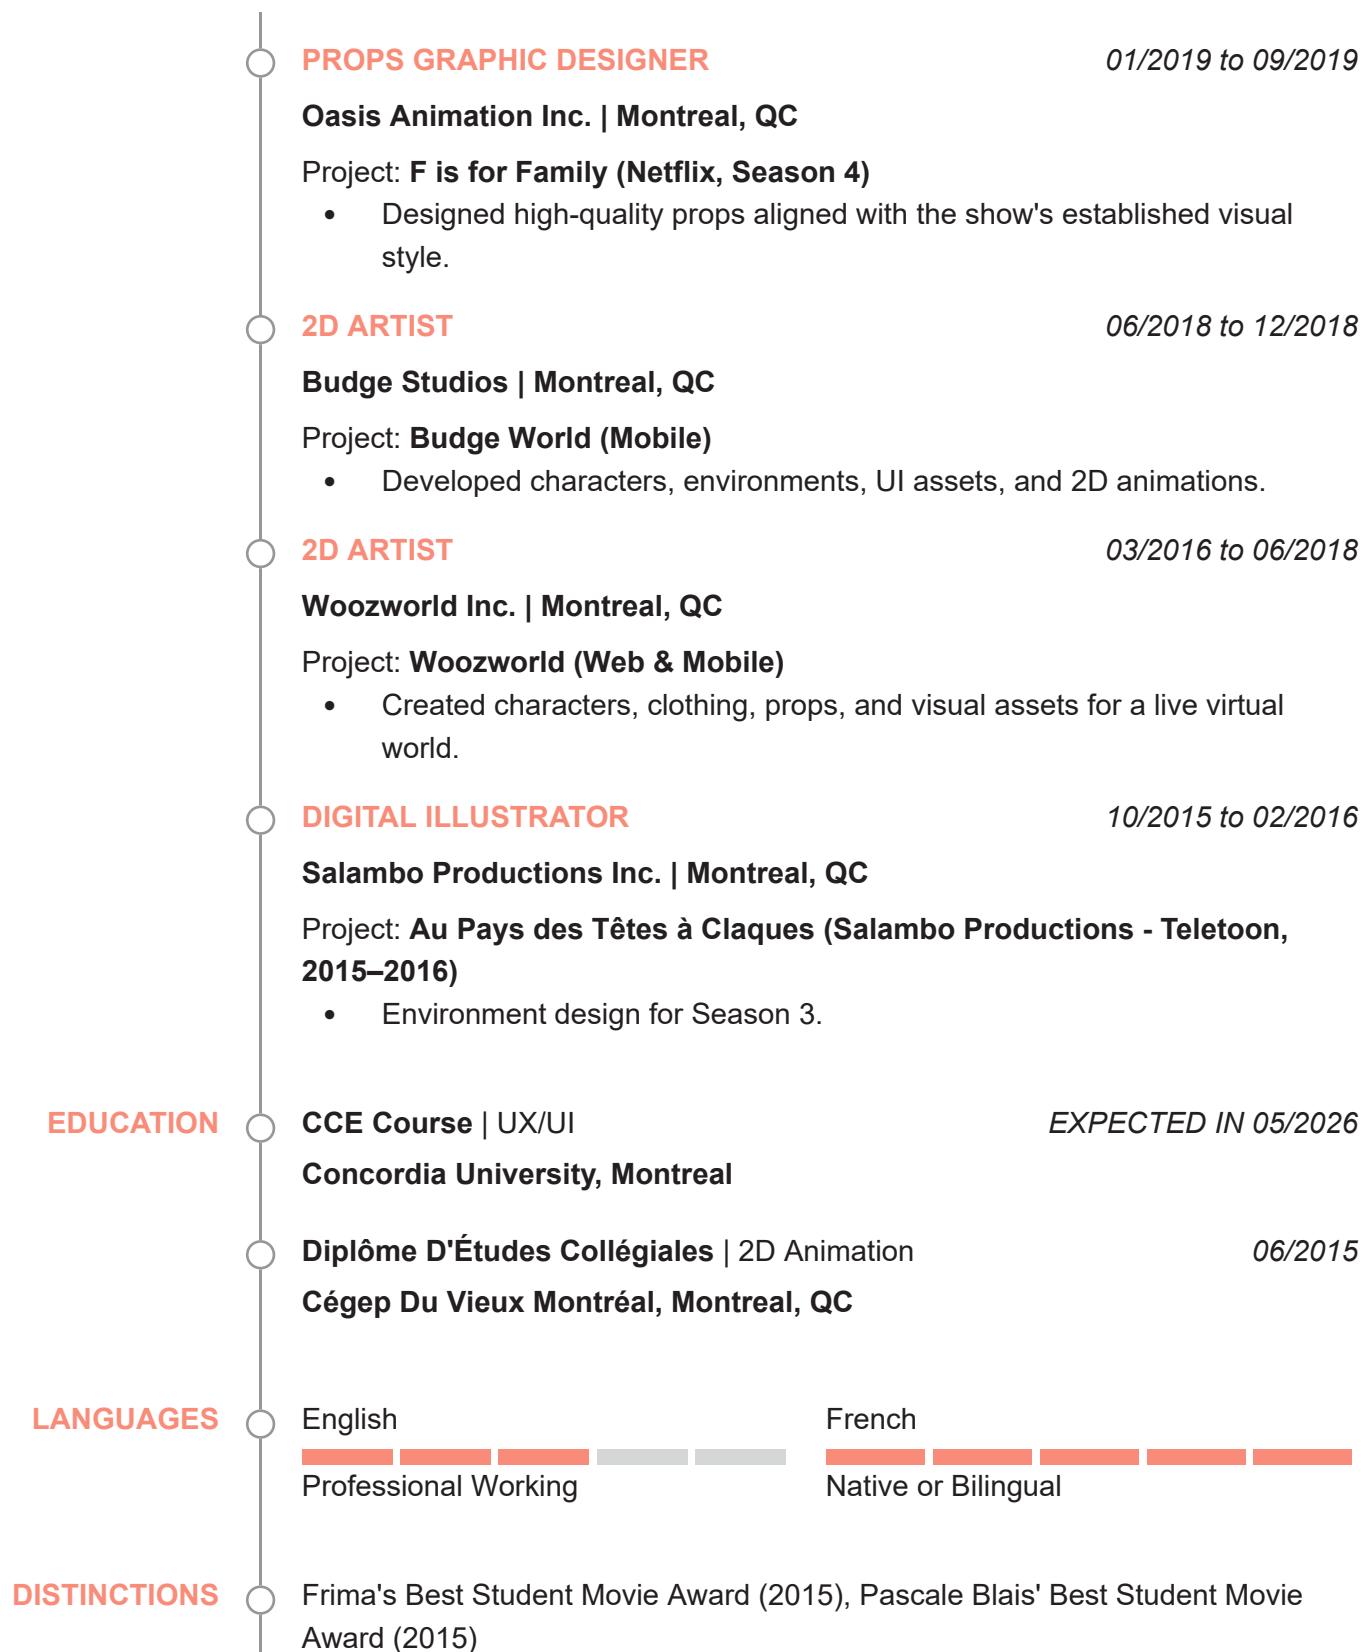 PROPS GRAPHIC DESIGNER 01/2019 to 09/2019
Oasis Animation Inc. | Montreal, QC
Project: F is for Family (Netflix, Season 4)
• Designed high-quality props aligned with the show's established visual
style.
2D ARTIST 06/2018 to 12/2018
Budge Studios | Montreal, QC
Project: Budge World (Mobile)
• Developed characters, environments, UI assets, and 2D animations.
2D ARTIST 03/2016 to 06/2018
Woozworld Inc. | Montreal, QC
Project: Woozworld (Web & Mobile)
• Created characters, clothing, props, and visual assets for a live virtual
world.
DIGITAL ILLUSTRATOR 10/2015 to 02/2016
Salambo Productions Inc. | Montreal, QC
Project: Au Pays des Têtes à Claques (Salambo Productions - Teletoon,
2015–2016)
• Environment design for Season 3.
EDUCATION CCE Course | UX/UI EXPECTED IN 05/2026
Concordia University, Montreal
Diplôme D'Études Collégiales | 2D Animation 06/2015
Cégep Du Vieux Montréal, Montreal, QC
LANGUAGES English French
Professional Working Native or Bilingual
DISTINCTIONS Frima's Best Student Movie Award (2015), Pascale Blais' Best Student Movie
Award (2015)